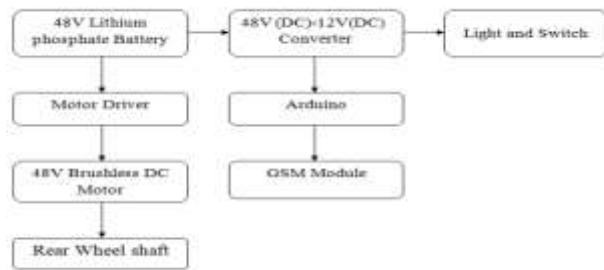 48V Lithium
phosphate Battery
48V (DC)-12V(DC)
Converter
Light and Switch
Motor Driver
Arduino
48V Brushless DC
Motor
GSM Module
Rear Wheel shaft